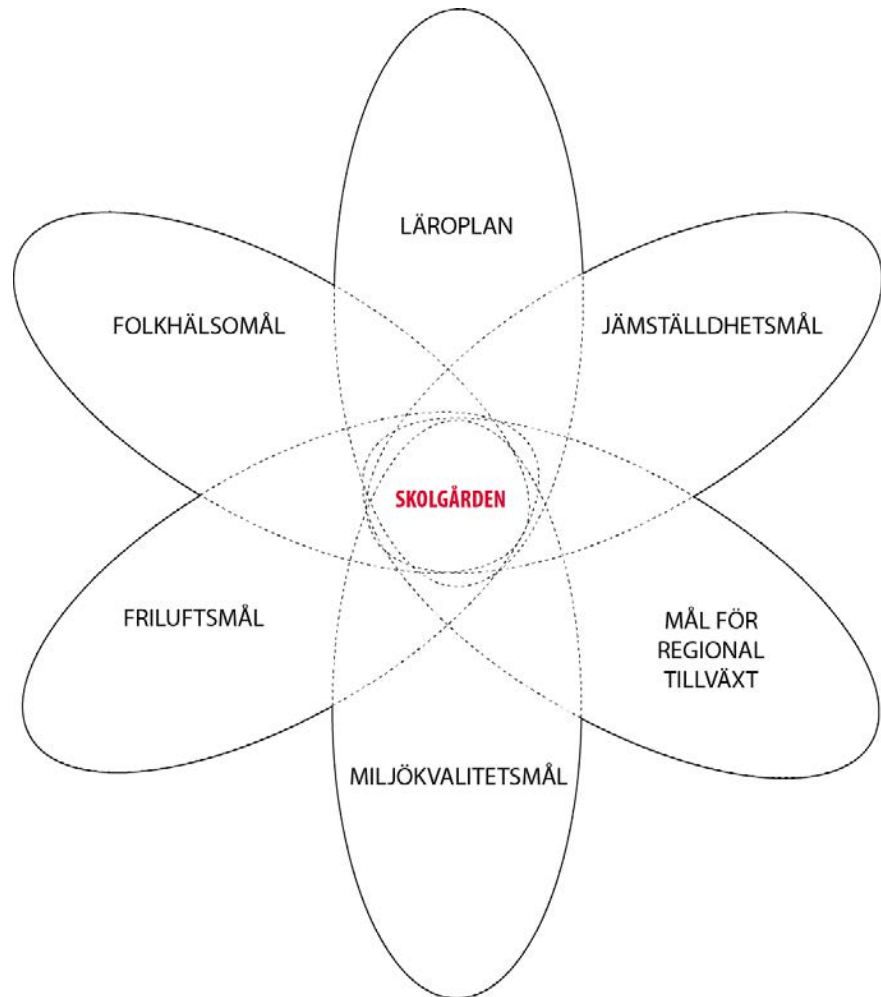 LÄROPLAN
FOLKHÄLSOMÅL
JÄMSTÄLLDHETSMÅL
SKOLGÅRDEN
FRILUFTSMÅL
MÅL FÖR
REGIONAL
TILLVÄXT
MILJÖKVALITETSMÅL